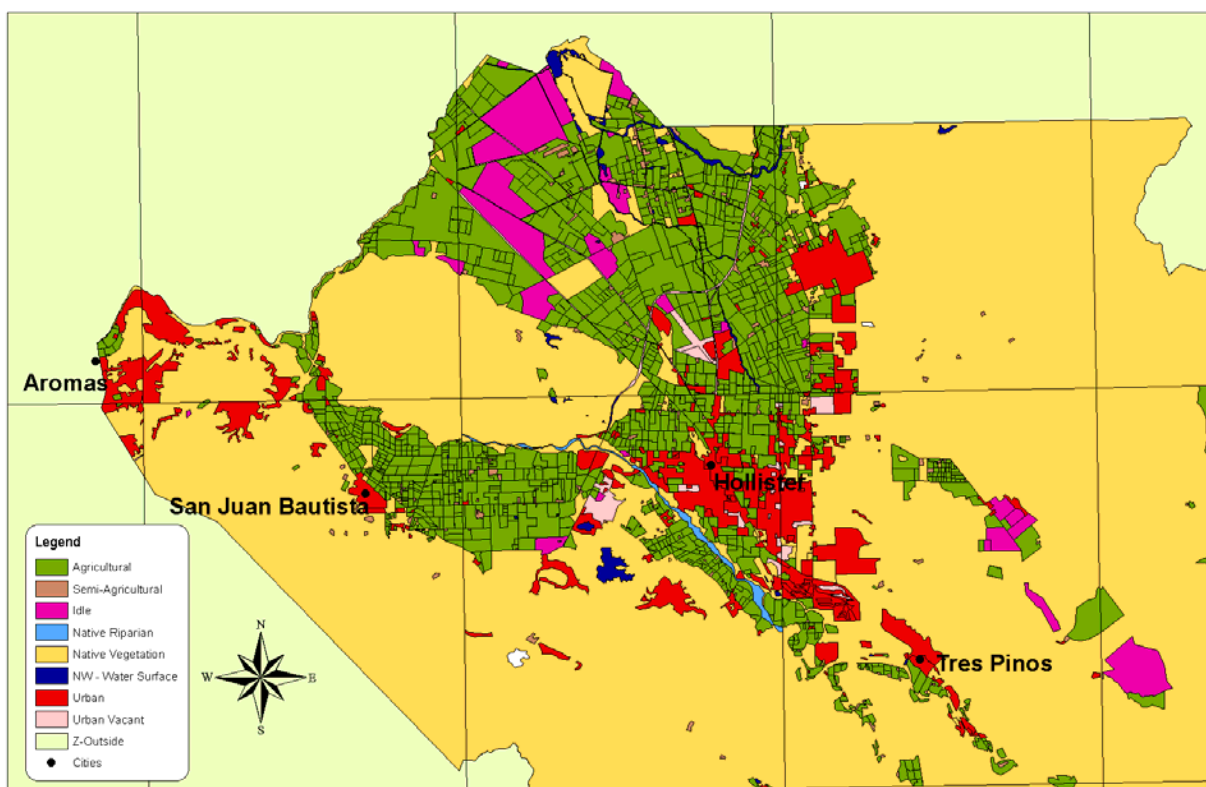 Aromas
San Juan Bautista
Hollister
Tres Pinos
Legend
Agricultural
Semi-Agricultural
Idle
Native Riparian
Native Vegetation
NW - Water Surface
Urban
Urban Vacant
Z-Outside
Cities
N
W
E
S